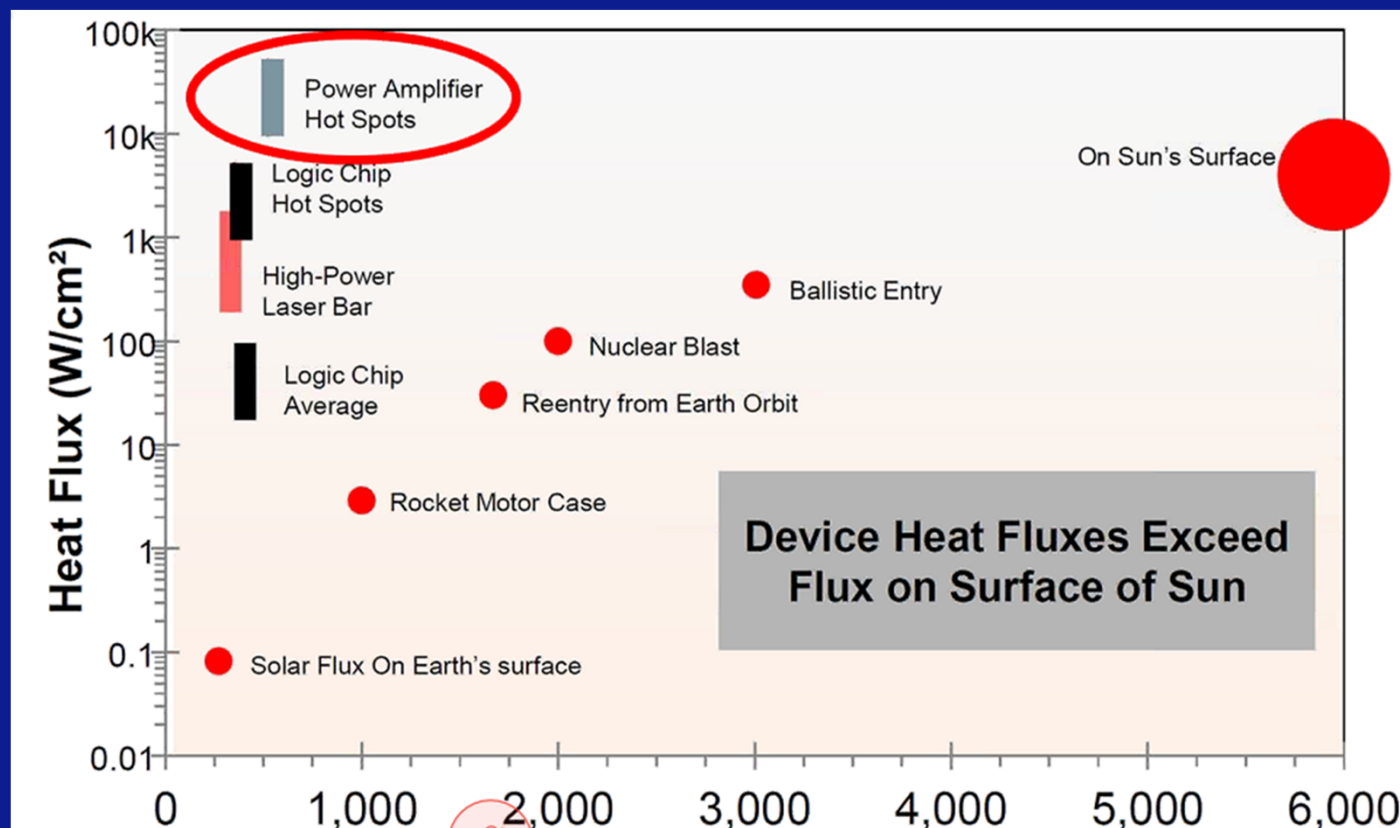 100k
10k
1k
100
10
1
0.1
0.01
Heat Flux (W/cm²)
Power Amplifier
Hot Spots
Logic Chip
Hot Spots
High-Power
Laser Bar
Logic Chip
Average
On Sun's Surface
Ballistic Entry
Nuclear Blast
Reentry from Earth Orbit
Rocket Motor Case
Device Heat Fluxes Exceed
Flux on Surface of Sun
Solar Flux On Earth's surface
0 1,000 2,000 3,000 4,000 5,000 6,000